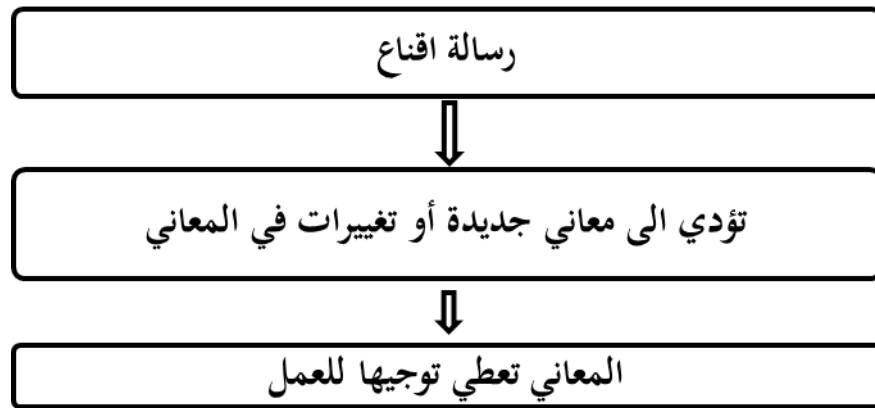 رسالة اقناع
تؤدي الى معاني جديدة أو تغييرات في المعاني
المعاني تعطي توجيها للعمل